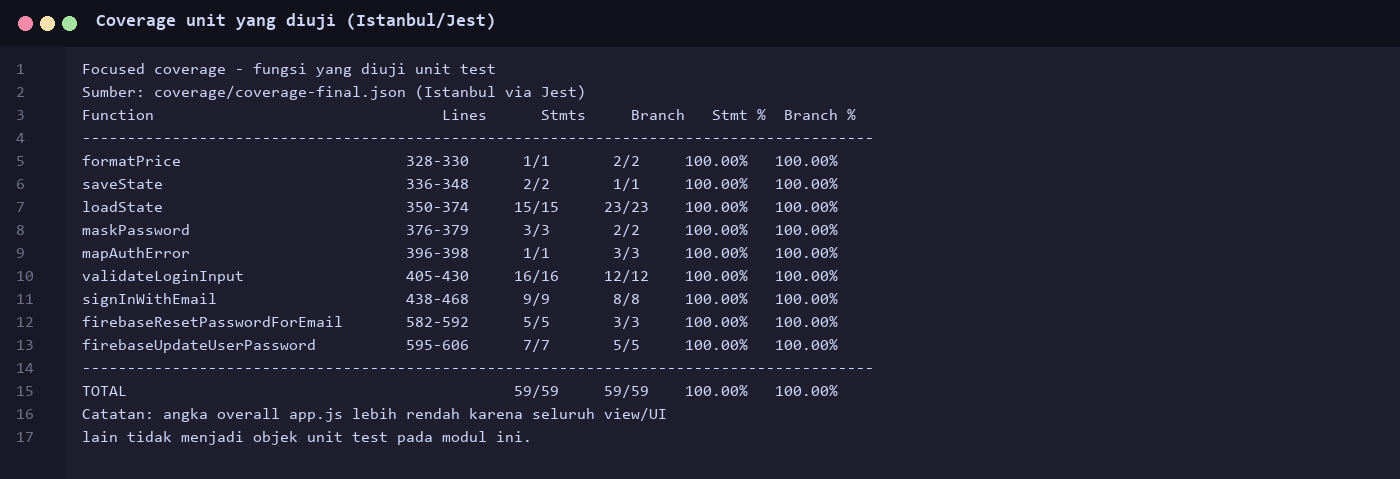 Coverage unit yang diuji (Istanbul/Jest)
1 Focused coverage - fungsi yang diuji unit test
2 Sumber: coverage/coverage-final.json (Istanbul via Jest)
3 Function Lines Stmts Branch Stmt % Branch %
4 ----------------------------------------------------------------------------------------
5 formatPrice 328-330 1/1 2/2 100.00% 100.00%
6 saveState 336-348 2/2 1/1 100.00% 100.00%
7 loadState 350-374 15/15 23/23 100.00% 100.00%
8 maskPassword 376-379 3/3 2/2 100.00% 100.00%
9 mapAuthError 396-398 1/1 3/3 100.00% 100.00%
10 validateLoginInput 405-430 16/16 12/12 100.00% 100.00%
11 signInWithEmail 438-468 9/9 8/8 100.00% 100.00%
12 firebaseResetPasswordForEmail 582-592 5/5 3/3 100.00% 100.00%
13 firebaseUpdateUserPassword 595-606 7/7 5/5 100.00% 100.00%
14 ----------------------------------------------------------------------------------------
15 TOTAL 59/59 59/59 100.00% 100.00%
16 Catatan: angka overall app.js lebih rendah karena seluruh view/UI
17 lain tidak menjadi objek unit test pada modul ini.